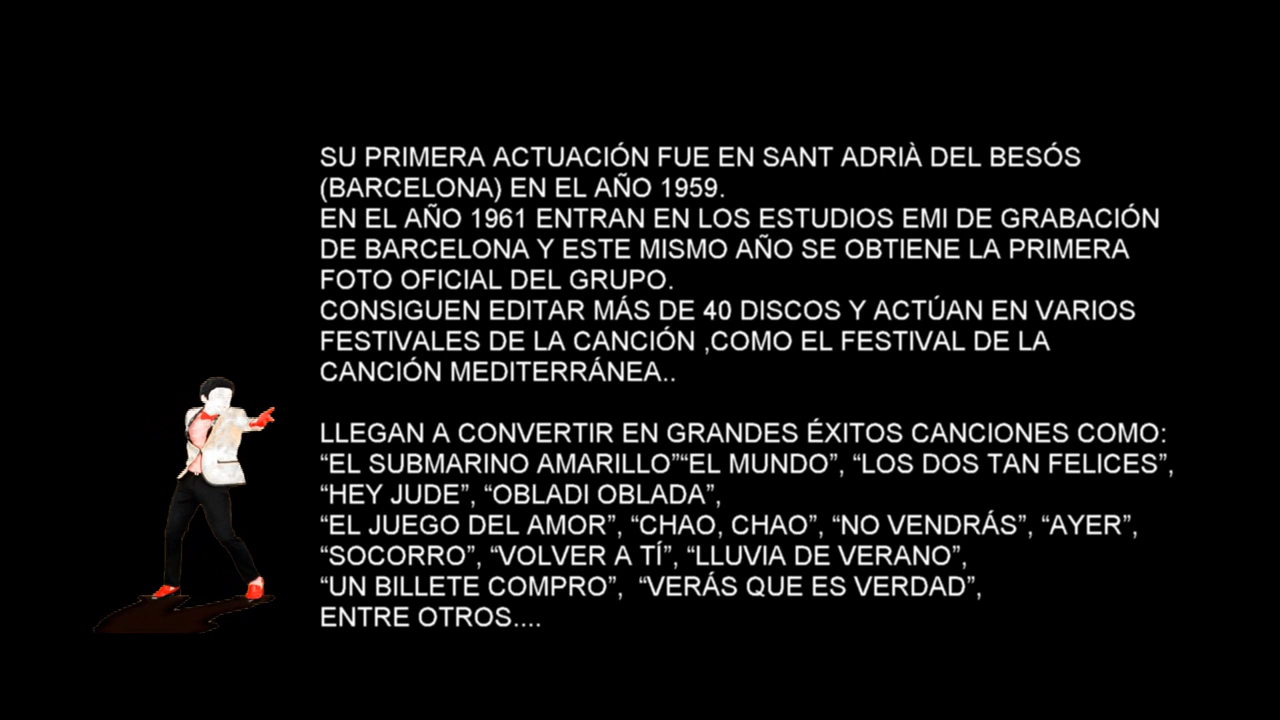 SU PRIMERA ACTUACIÓN FUE EN SANT ADRIÀ DEL BESÓS
(BARCELONA) EN EL AÑO 1959.
EN EL AÑO 1961 ENTRAN EN LOS ESTUDIOS EMI DE GRABACIÓN
DE BARCELONA Y ESTE MISMO AÑO SE OBTIENE LA PRIMERA
FOTO OFICIAL DEL GRUPO.
CONSIGUEN EDITAR MÁS DE 40 DISCOS Y ACTÚAN EN VARIOS
FESTIVALES DE LA CANCIÓN ,COMO EL FESTIVAL DE LA
CANCIÓN MEDITERRÁNEA..
LLEGAN A CONVERTIR EN GRANDES ÉXITOS CANCIONES COMO:
“EL SUBMARINO AMARILLO”“EL MUNDO”, “LOS DOS TAN FELICES”,
“HEY JUDE”, “OBLADI OBLADA”,
“EL JUEGO DEL AMOR”, “CHAO, CHAO”, “NO VENDRÁS”, “AYER”,
“SOCORRO”, “VOLVER A TÍ”, “LLUVIA DE VERANO”,
“UN BILLETE COMPRO”,  “VERÁS QUE ES VERDAD”,
ENTRE OTROS....